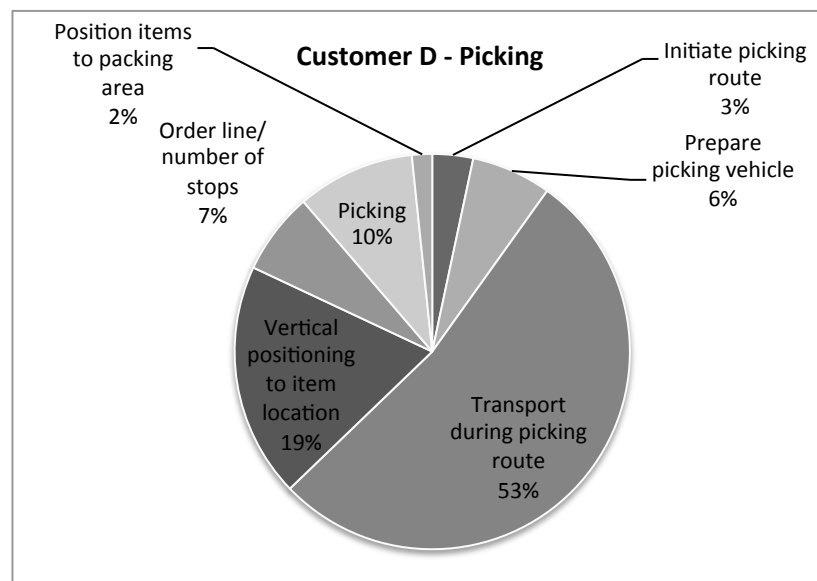 Customer D - Picking
Position items
to packing
area
2%
Initiate picking
route
3%
Order line/
number of
stops
7%
Prepare
picking vehicle
6%
Picking
10%
Vertical
positioning
to item
location
19%
Transport
during picking
route
53%